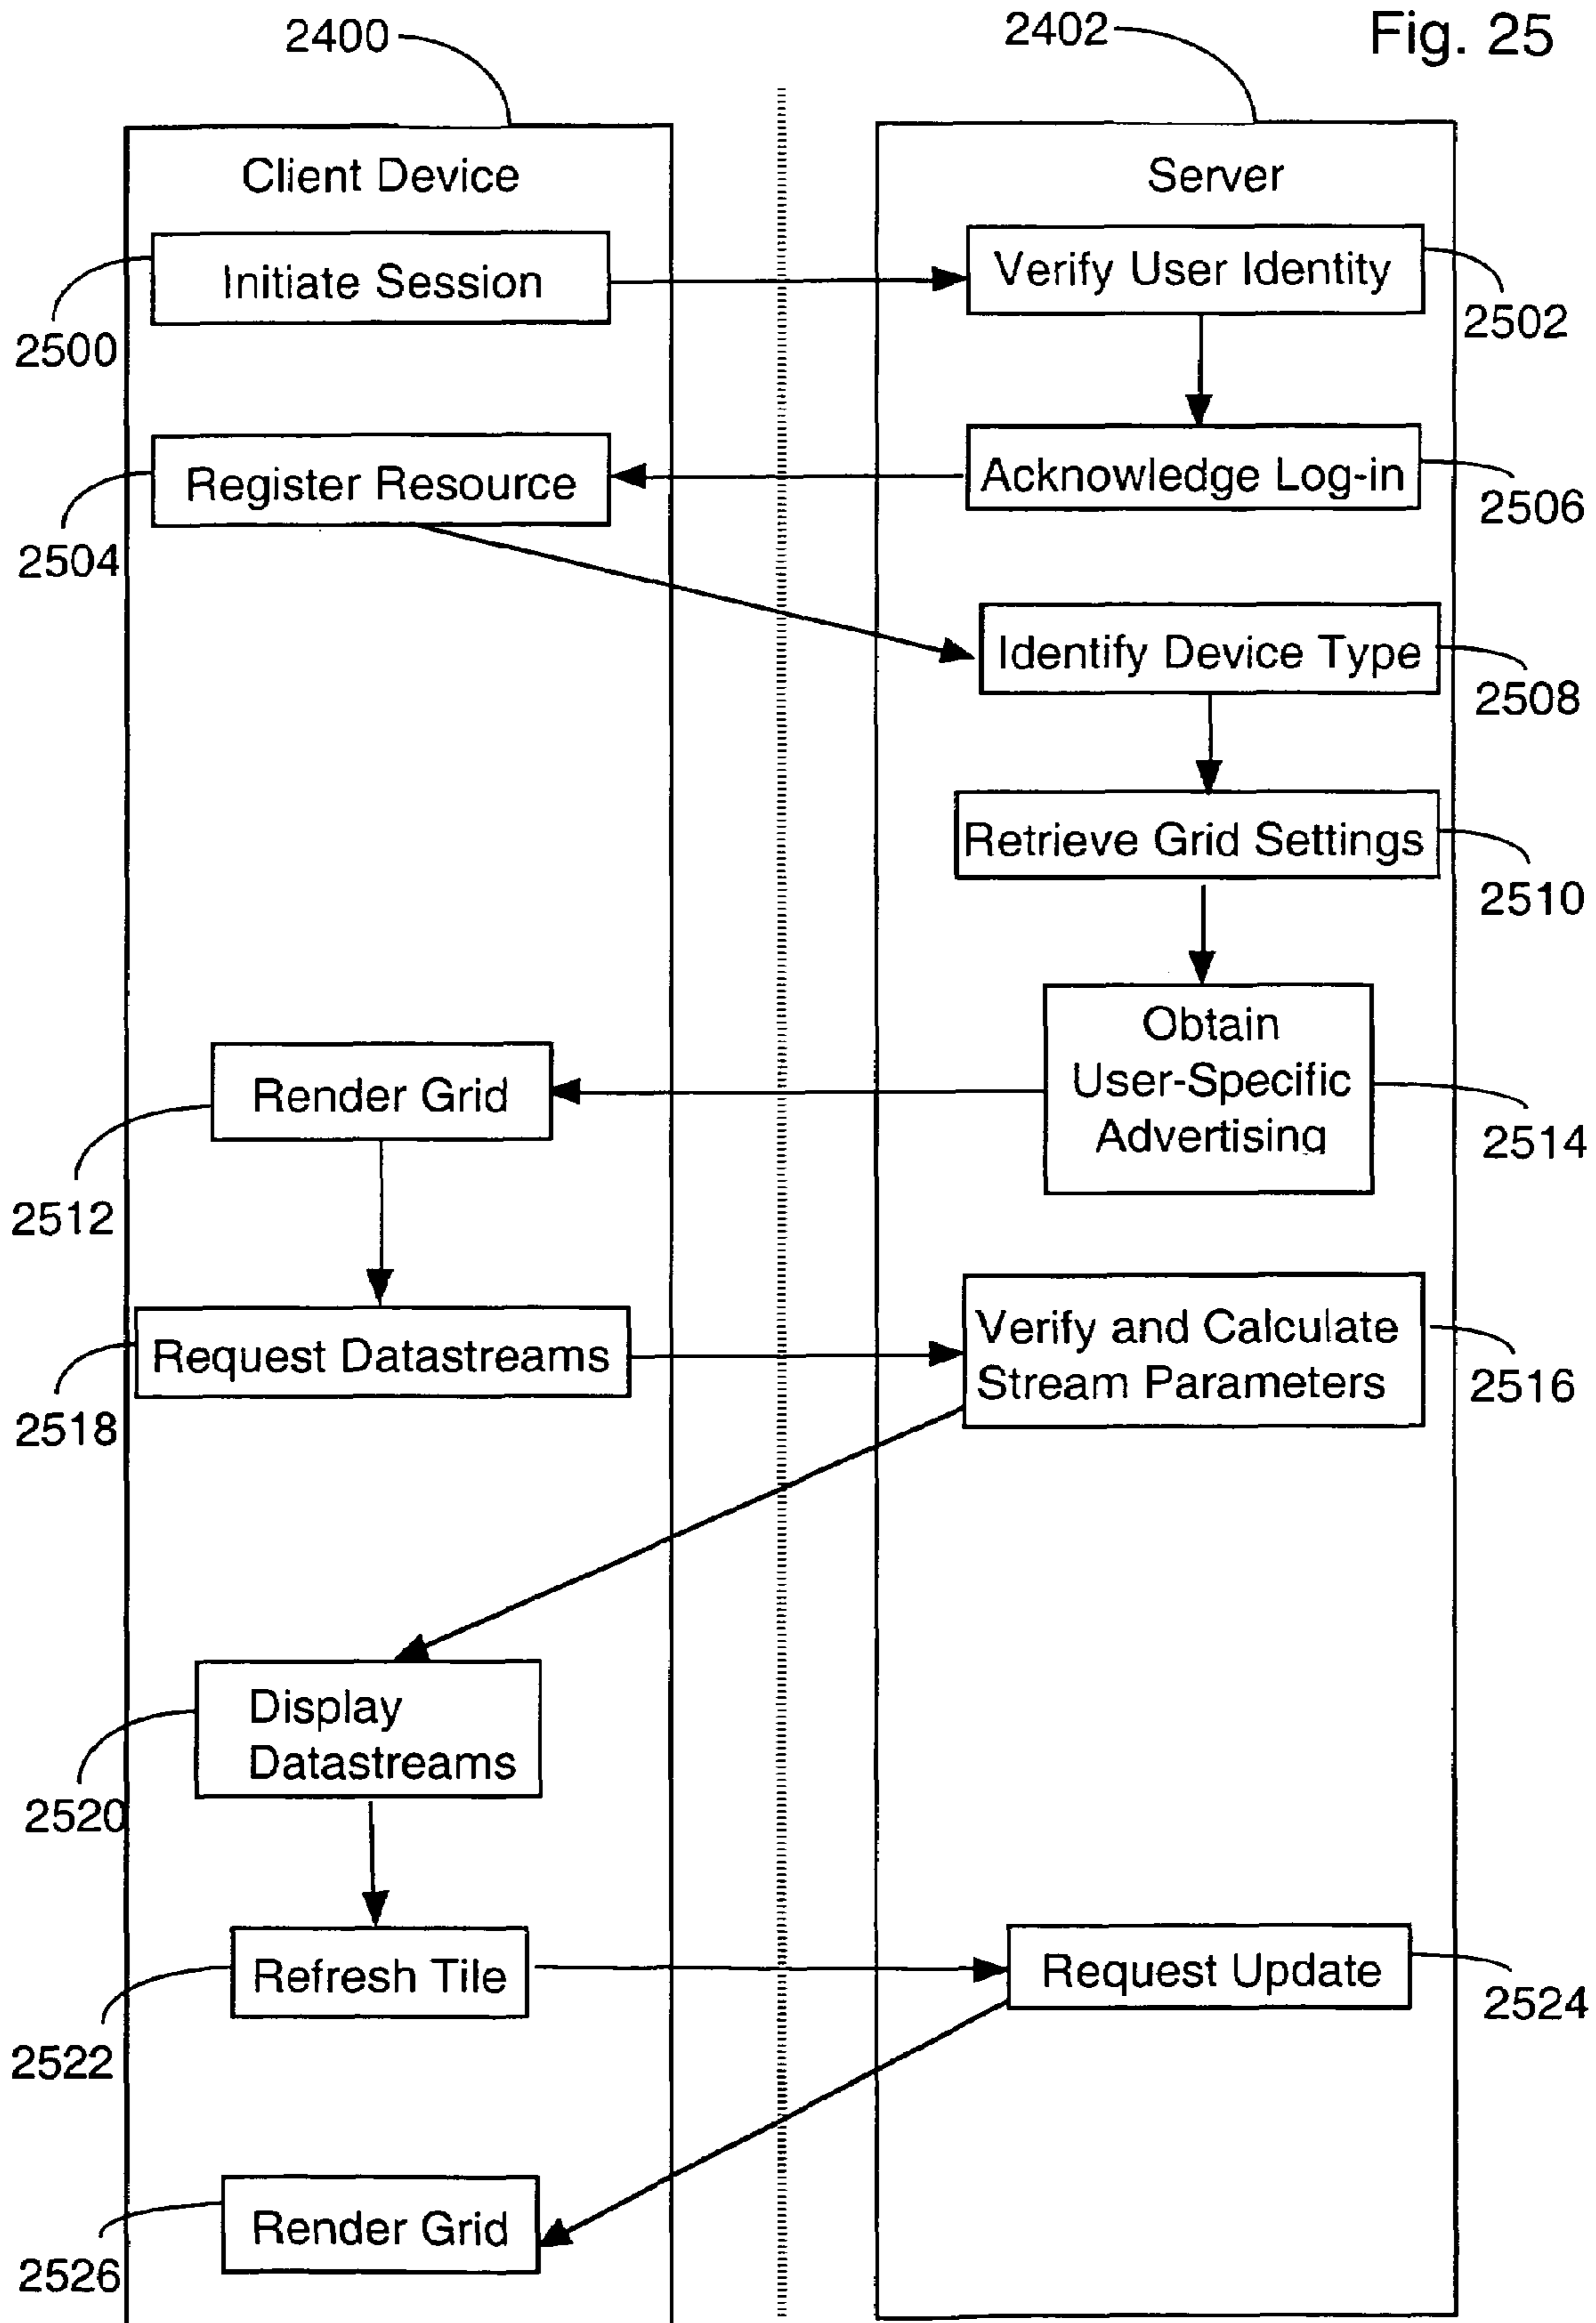 2400
2402
Fig. 25
Client Device
Server
Initiate Session
Verify User Identity
2500
2502
Register Resource
Acknowledge Log-in
2504
2506
Identify Device Type
2508
Retrieve Grid Settings
2510
Obtain
User-Specific
Advertising
Render Grid
2514
2512
Request Datastreams
Verify and Calculate
Stream Parameters
2516
2518
Display
Datastreams
2520
Refresh Tile
Request Update
2524
2522
Render Grid
2526